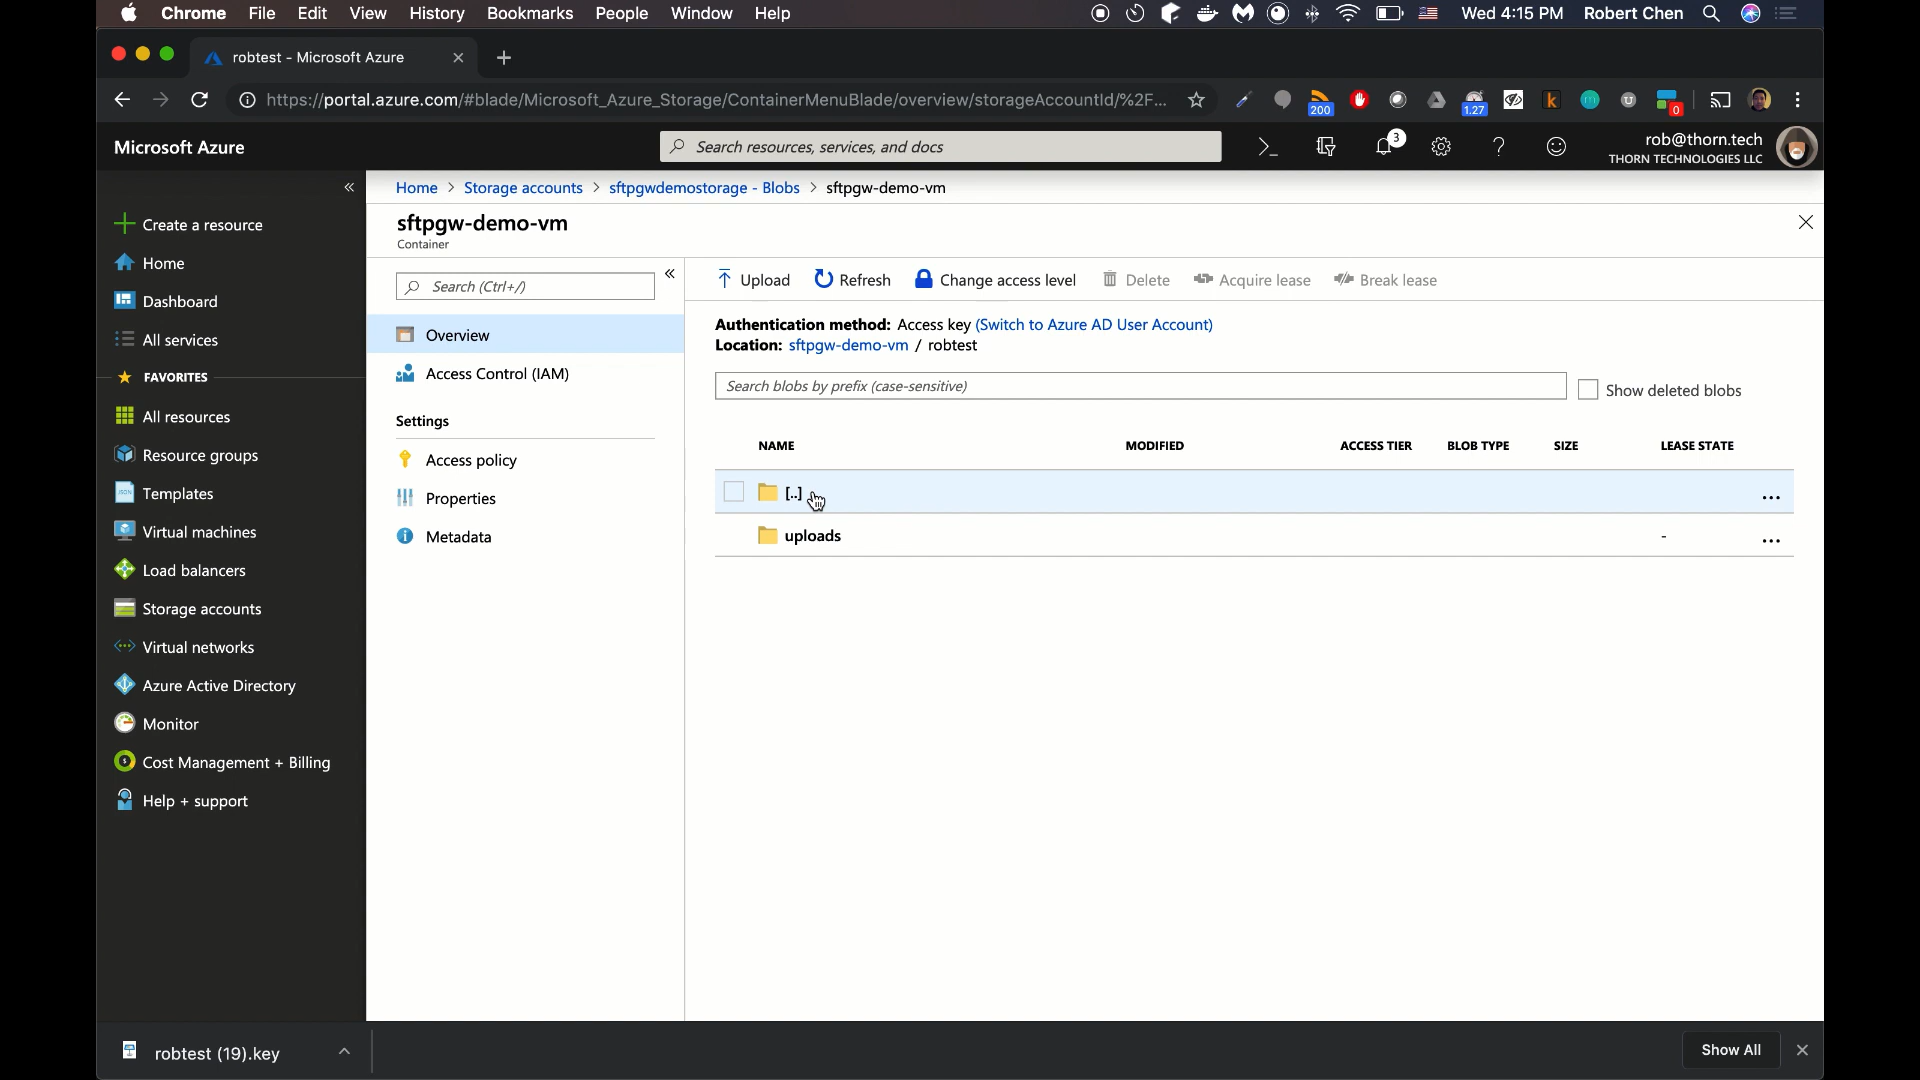 Chrome File Edit View History Bookmarks People Window Help Wed 4:15 PM Robert Chen
robtest - Microsoft Azure
https://portal.azure.com/#blade/Microsoft_Azure_Storage/ContainerMenuBlade/overview/storageAccountId/%2F...
200
1.27
k
m
u
0
Microsoft Azure
Search resources, services, and docs
3
rob@thorn.tech
THORN TECHNOLOGIES LLC
«
Create a resource
Home
Dashboard
All services
FAVORITES
All resources
Resource groups
Templates
Virtual machines
Load balancers
Storage accounts
Virtual networks
Azure Active Directory
Monitor
Cost Management + Billing
Help + support
Home > Storage accounts > sftpgwdemostorage - Blobs > sftpgw-demo-vm
sftpgw-demo-vm
Container
Search (Ctrl+/)
«
Overview
Access Control (IAM)
Settings
Access policy
Properties
Metadata
Upload Refresh Change access level Delete Acquire lease Break lease
Authentication method: Access key (Switch to Azure AD User Account)
Location: sftpgw-demo-vm / robtest
Search blobs by prefix (case-sensitive)
Show deleted blobs
NAME MODIFIED ACCESS TIER BLOB TYPE SIZE LEASE STATE
[..] ...
uploads - ...
robtest (19).key
Show All